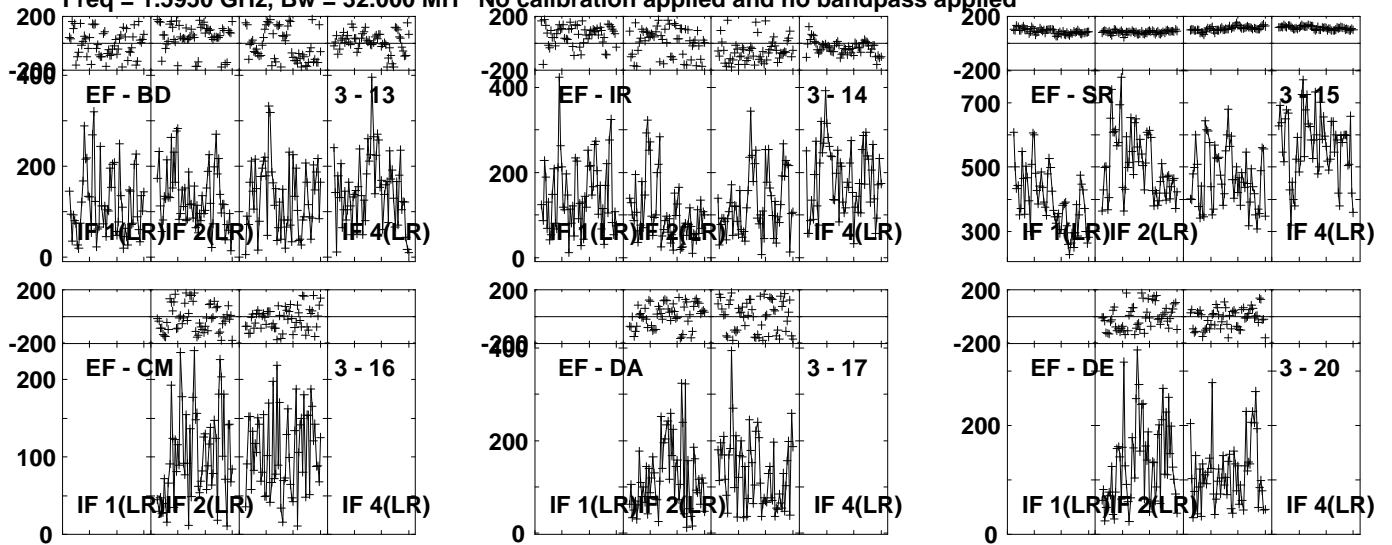 Freq = 1.5950 GHz, Bw = 32.000 MH No calibration applied and no bandpass applied
200
-200
400
200
0
EF - BD
3 - 13
IF 1(LR)
IF 2(LR)
IF 4(LR)
200
-200
400
200
0
EF - IR
3 - 14
IF 1(LR)
IF 2(LR)
IF 4(LR)
200
-200
700
500
300
EF - SR
3 - 15
IF 1(LR)
IF 2(LR)
IF 4(LR)
200
-200
200
100
0
EF - CM
3 - 16
IF 1(LR)
IF 2(LR)
IF 4(LR)
200
-200
400
200
0
EF - DA
3 - 17
IF 1(LR)
IF 2(LR)
IF 4(LR)
200
-200
200
0
EF - DE
3 - 20
IF 1(LR)
IF 2(LR)
IF 4(LR)